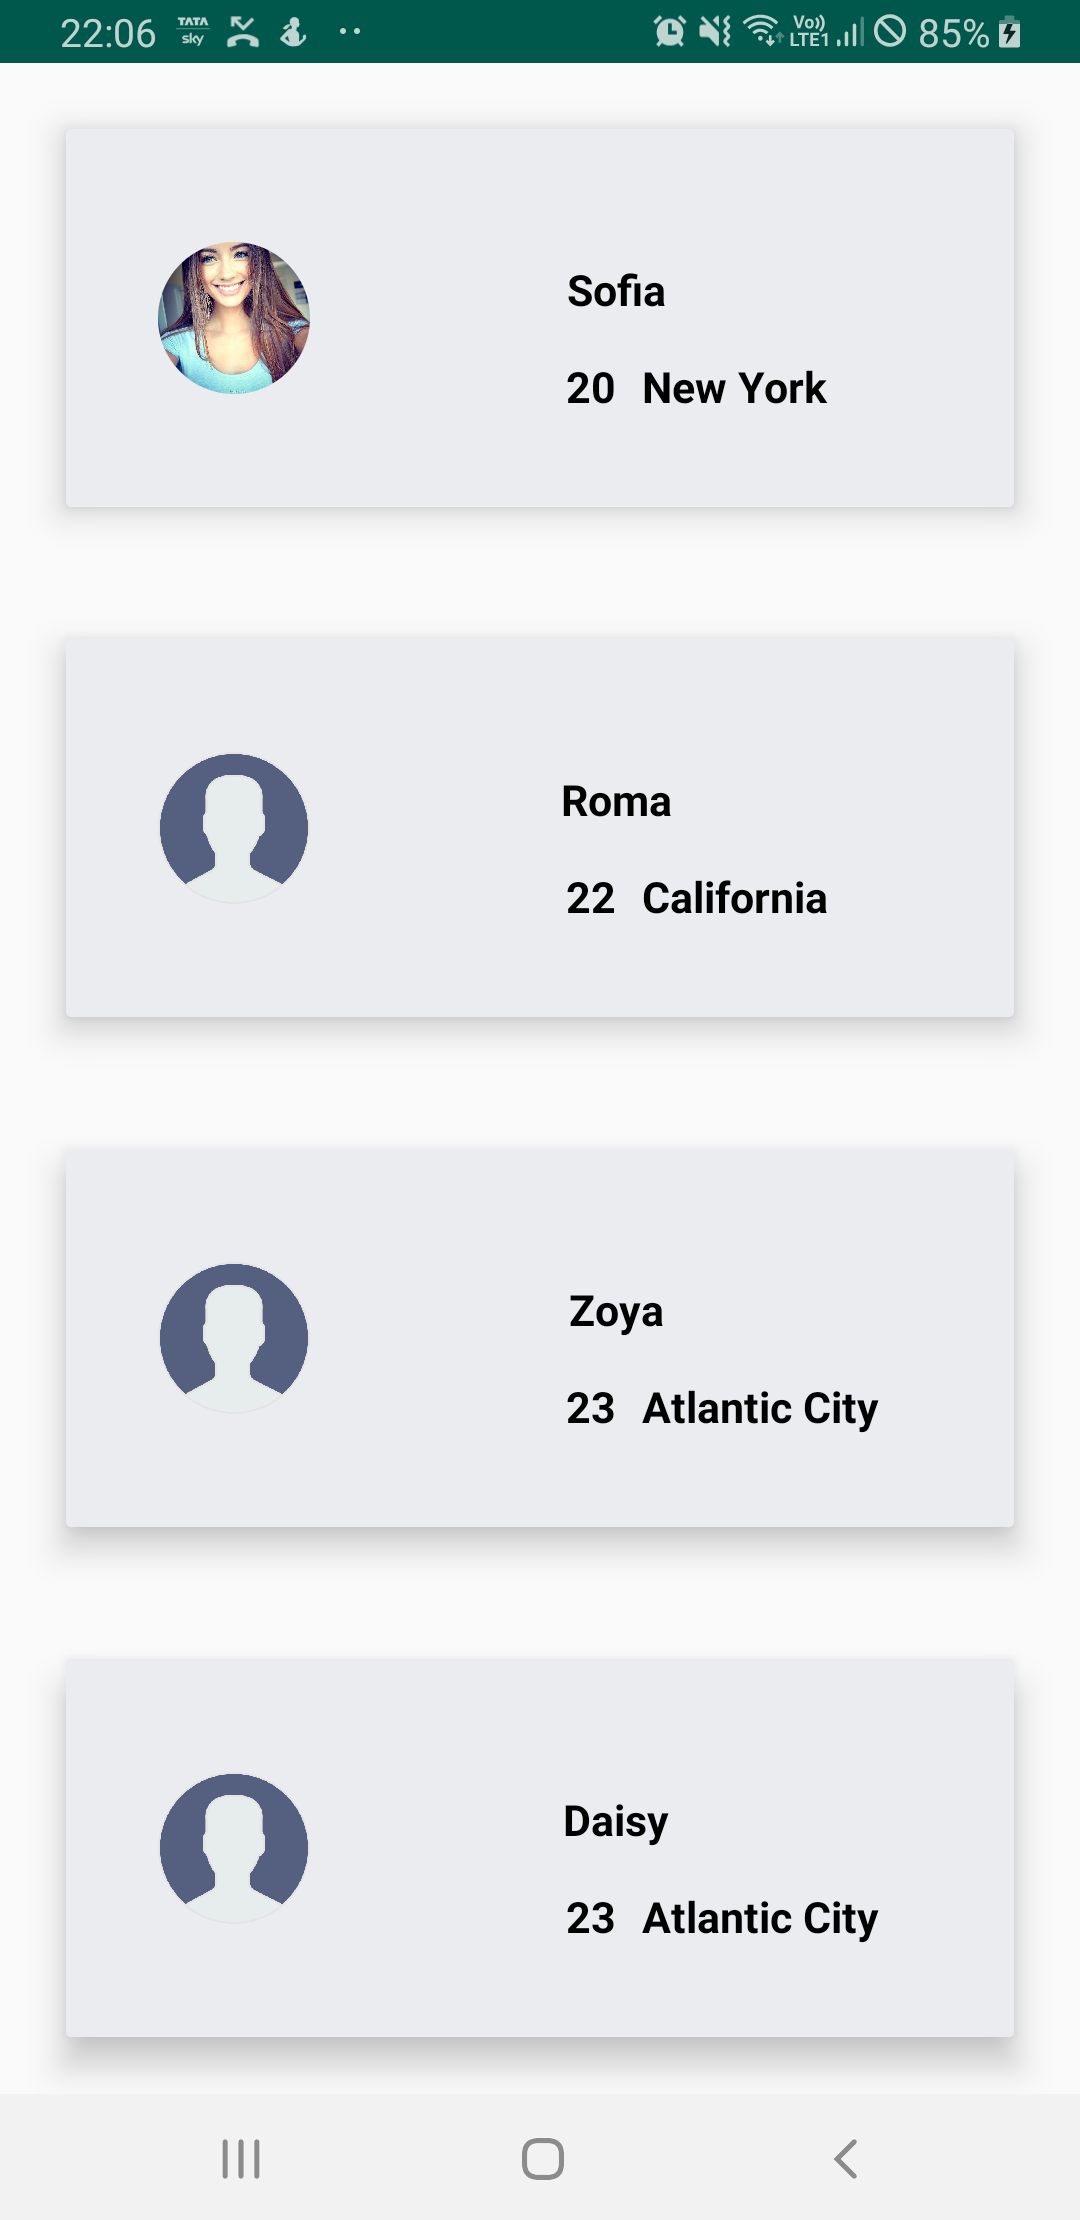 22:06 TATA sky Vo)) LTE1 85%
Sofia
20 New York
Roma
22 California
Zoya
23 Atlantic City
Daisy
23 Atlantic City